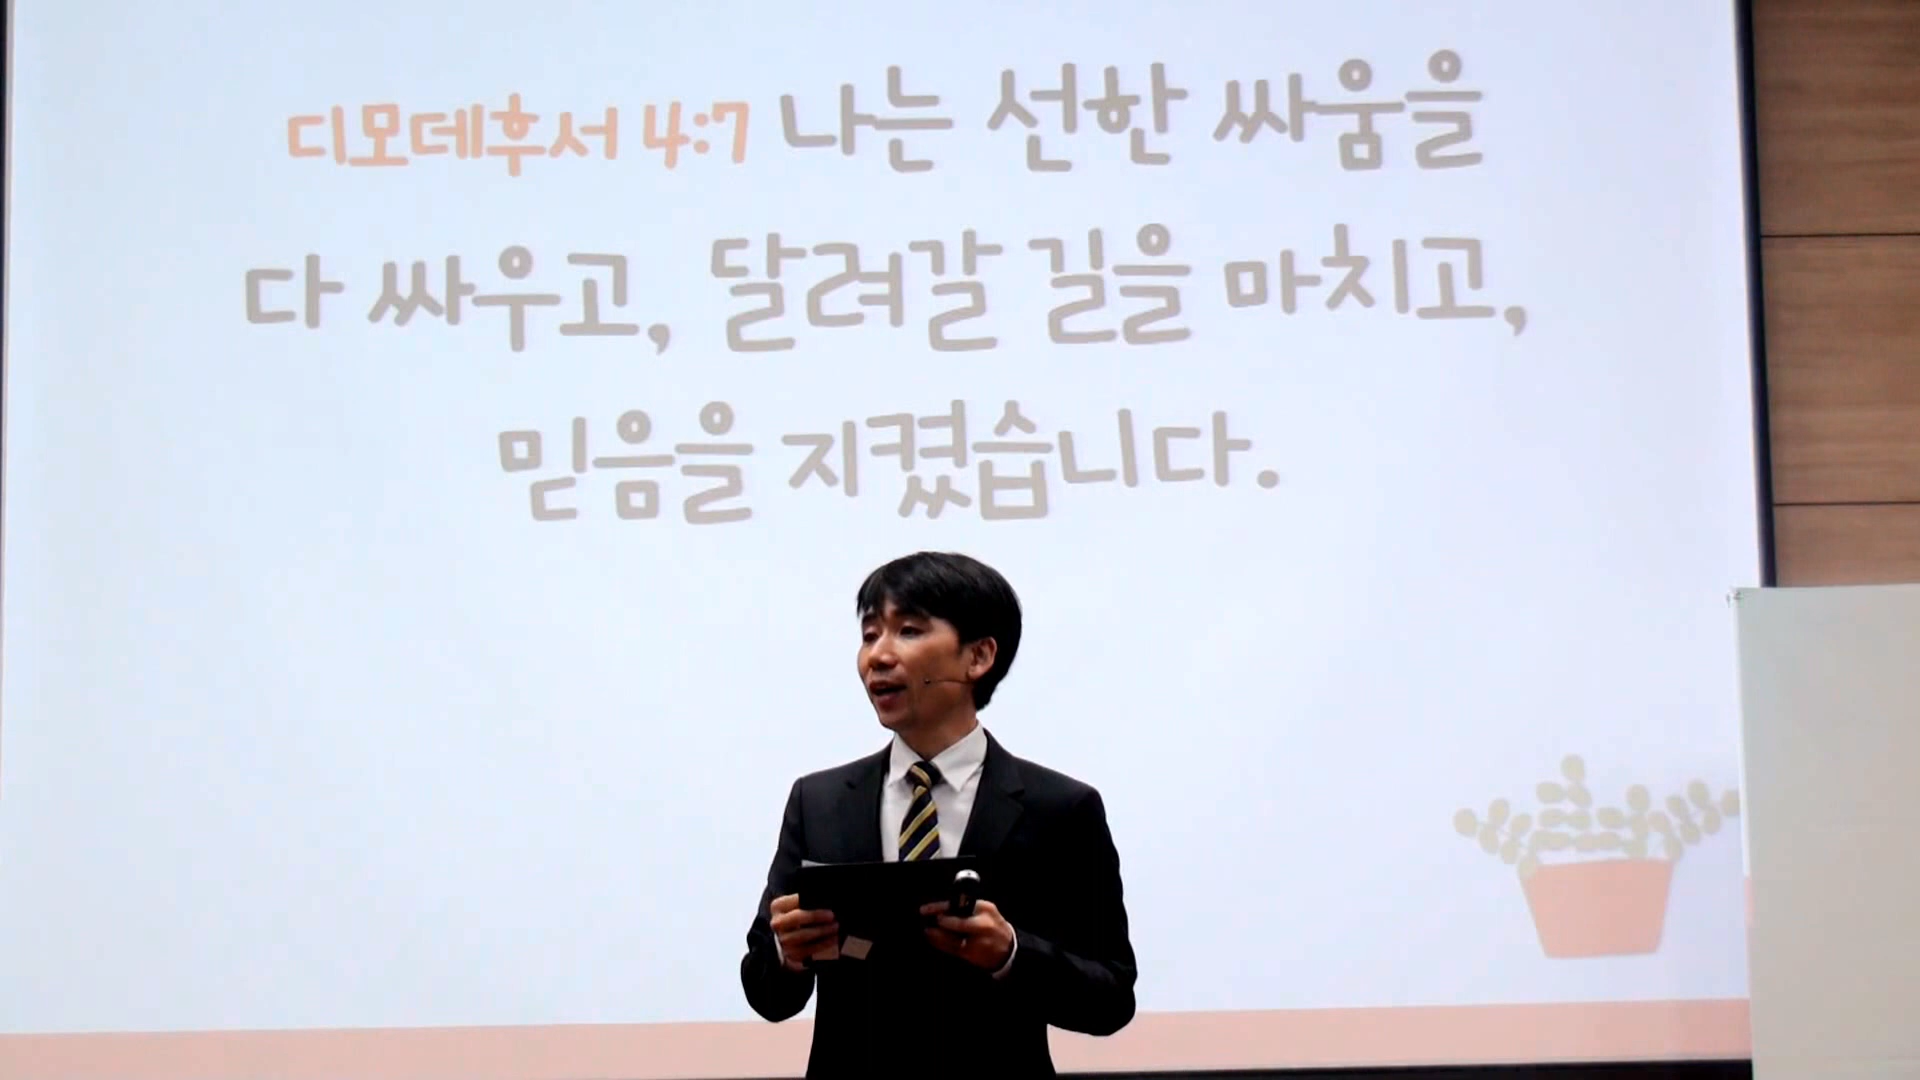 디모데후서 4:7 나는 선한 싸움을
다 싸우고, 달려갈 길을 마치고,
믿음을 지켰습니다.